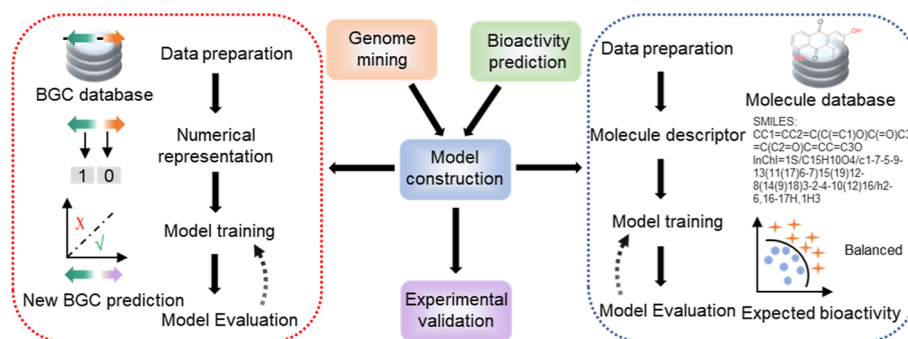 BGC database
1 0
X
√
New BGC prediction
Data preparation
Numerical
representation
Model training
Model Evaluation
Genome
mining
Bioactivity
prediction
Model
construction
Experimental
validation
Data preparation
Molecule descriptor
Model training
Model Evaluation
OH
Molecule database
SMILES:
CC1=CC2=C(C(=C1)O)C(=O)C3
=C(C2=O)C=CC=C3O
InChI=1S/C15H10O4/c1-7-5-9-
13(11(17)6-7)15(19)12-
8(14(9)18)3-2-4-10(12)16/h2-
6,16-17H,1H3
Balanced
Expected bioactivity